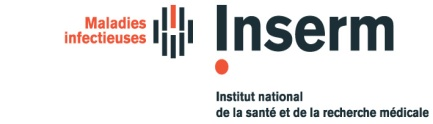 Maladies
infectieuses
Inserm
Institut national
de la santé et de la recherche médicale